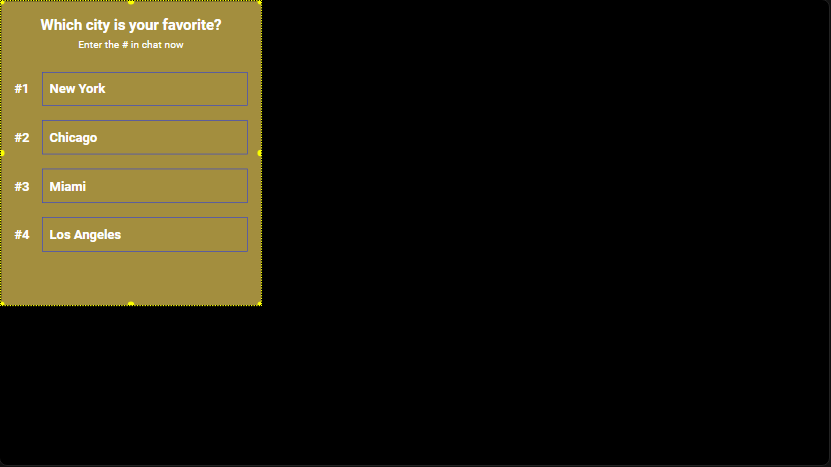 Which city is your favorite?
Enter the # in chat now
#1 New York
#2 Chicago
#3 Miami
#4 Los Angeles